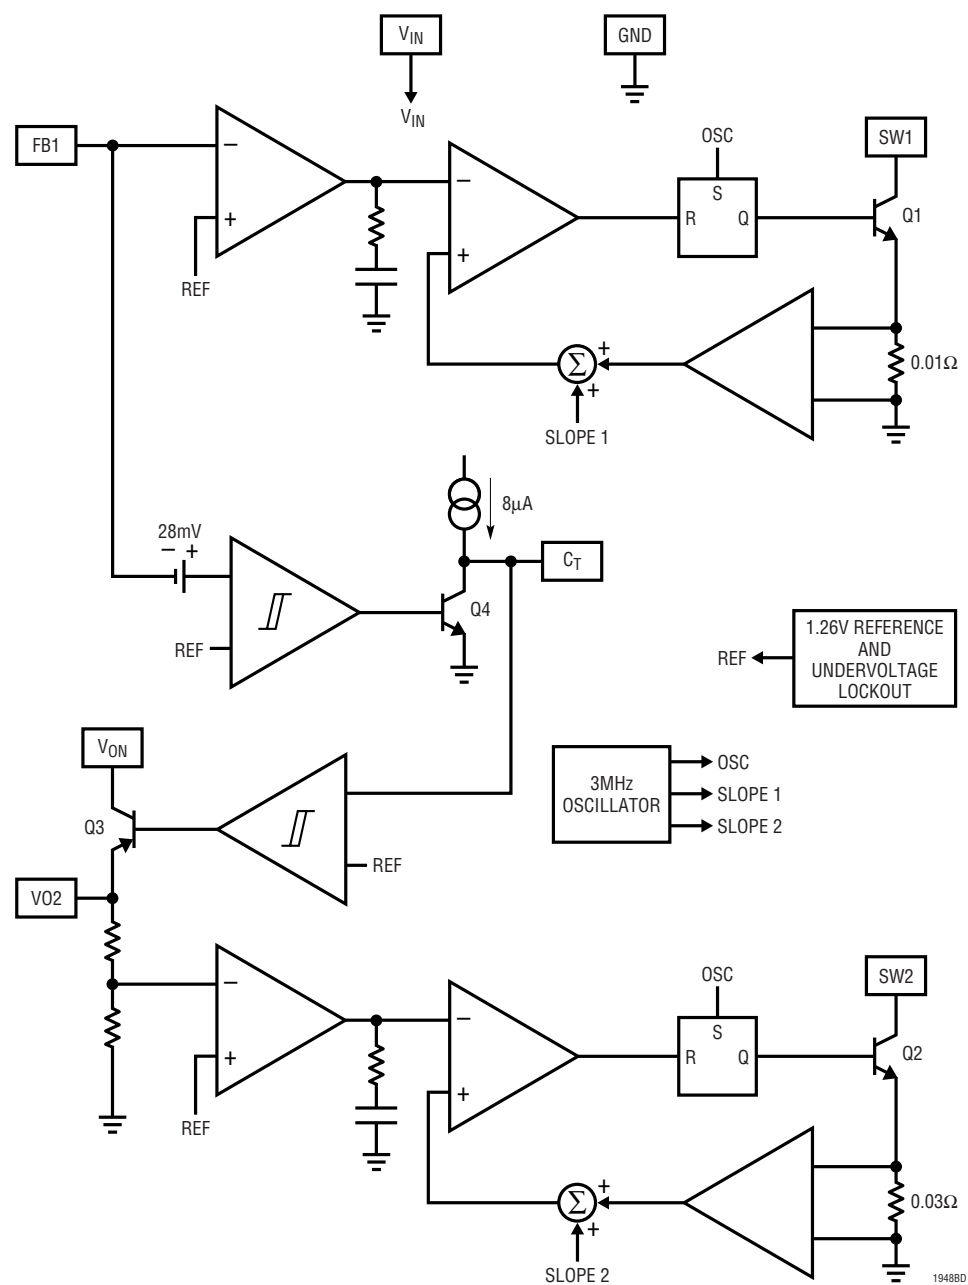 VIN
GND
VIN
FB1
−
+
REF
−
+
OSC
S
R Q
SW1
Q1
0.01Ω
Σ
+
+
SLOPE 1
8μA
28mV
− +
CT
Q4
REF
1.26V REFERENCE
AND
UNDERVOLTAGE
LOCKOUT
REF
VON
Q3
REF
3MHz
OSCILLATOR
OSC
SLOPE 1
SLOPE 2
VO2
−
+
REF
−
+
OSC
S
R Q
SW2
Q2
0.03Ω
Σ
+
+
SLOPE 2
1948BD